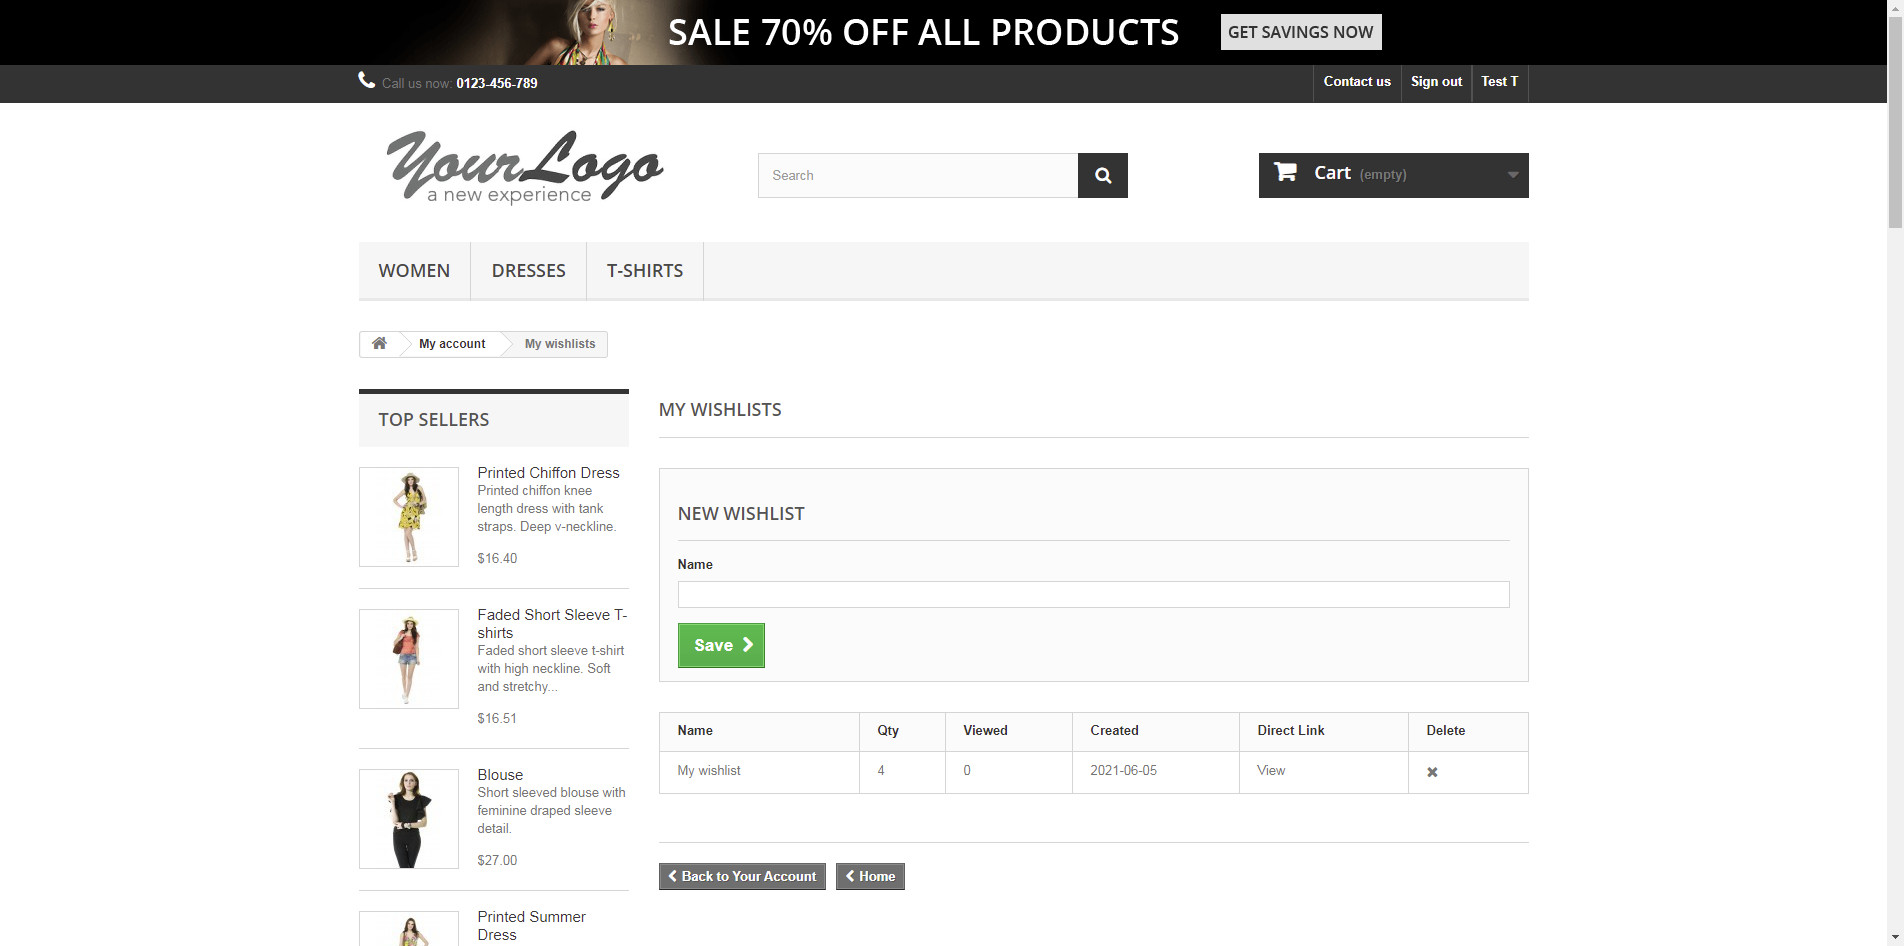 SALE 70% OFF ALL PRODUCTS
GET SAVINGS NOW
Call us now: 0123-456-789
Contact us
Sign out
Test T
YourLogo
a new experience
Search
Cart (empty)
WOMEN
DRESSES
T-SHIRTS
My account
My wishlists
TOP SELLERS
Printed Chiffon Dress
Printed chiffon knee
length dress with tank
straps. Deep v-neckline.
$16.40
Faded Short Sleeve T-
shirts
Faded short sleeve t-shirt
with high neckline. Soft
and stretchy...
$16.51
Blouse
Short sleeved blouse with
feminine draped sleeve
detail.
$27.00
Printed Summer
Dress
MY WISHLISTS
NEW WISHLIST
Name
Save
Name Qty Viewed Created Direct Link Delete
My wishlist 4 0 2021-06-05 View
Back to Your Account
Home